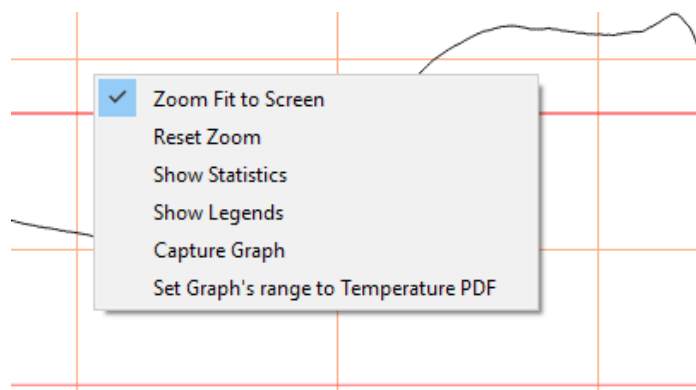 Zoom Fit to Screen
Reset Zoom
Show Statistics
Show Legends
Capture Graph
Set Graph's range to Temperature PDF